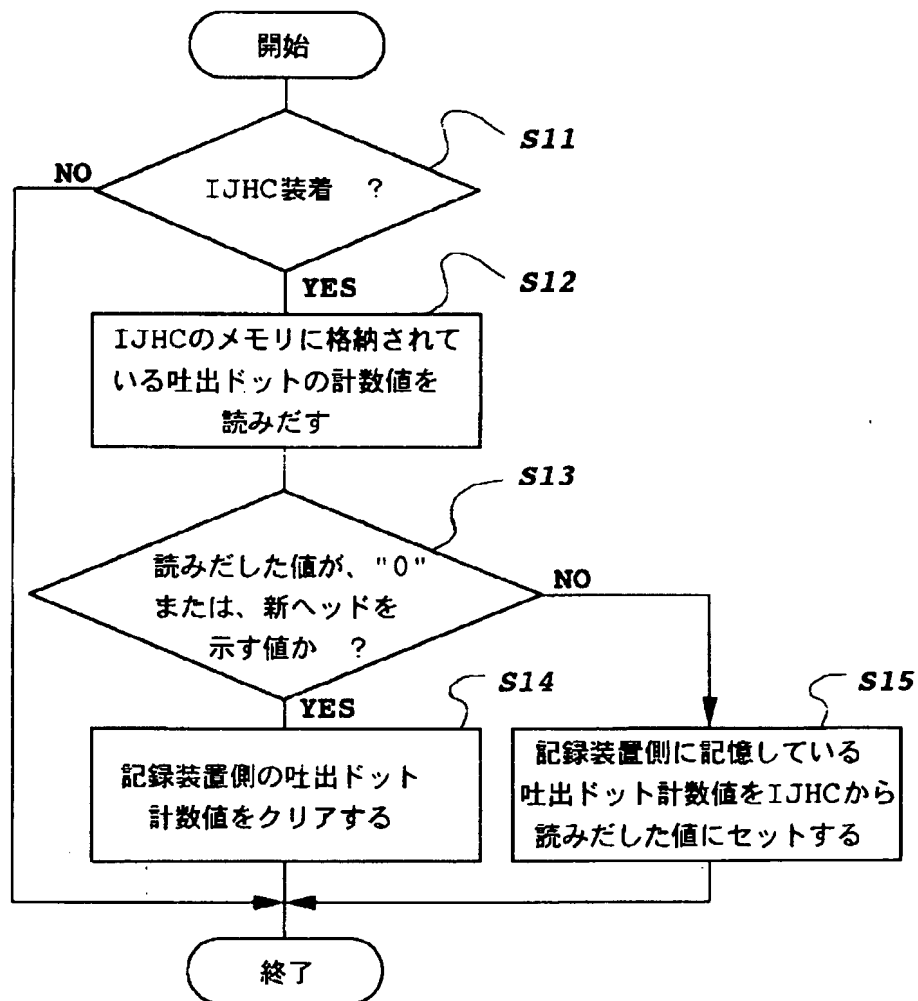 開始
S11
NO
IJHC装着 ?
YES
S12
IJHCのメモリに格納されて
いる吐出ドットの計数値を
読みだす
S13
読みだした値が、"0"
または、新ヘッドを
示す値か ?
NO
YES
S14
記録装置側の吐出ドット
計数値をクリアする
S15
記録装置側に記憶している
吐出ドット計数値をIJHCから
読みだした値にセットする
終了